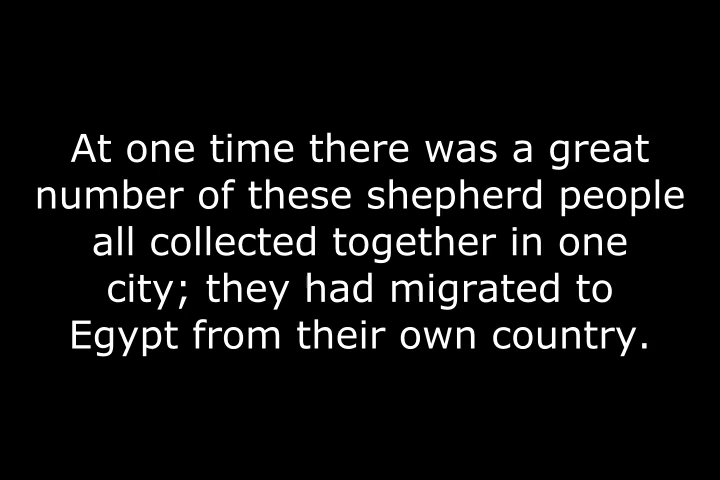 At one time there was a great
number of these shepherd people
all collected together in one
city; they had migrated to
Egypt from their own country.